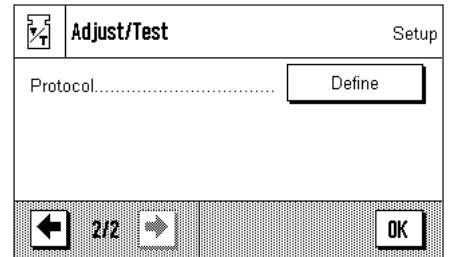 Adjust/Test Setup
Protocol................................. Define
2/2 OK